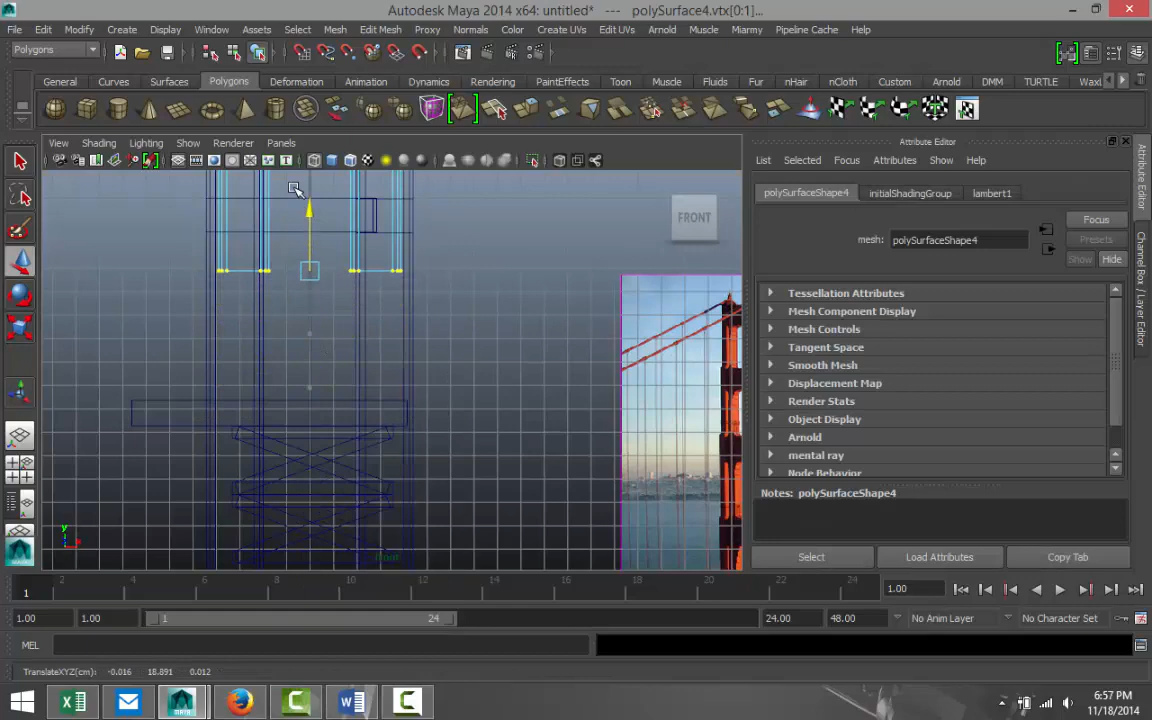 Autodesk Maya 2014 x64: untitled* --- polySurface4.vtx[0:1]...
File Edit Modify Create Display Window Assets Select Mesh Edit Mesh Proxy Normals Color Create UVs Edit UVs Arnold Muscle Miarmy Pipeline Cache Help
Polygons
General Curves Surfaces Polygons Deformation Animation Dynamics Rendering PaintEffects Toon Muscle Fluids Fur nHair nCloth Custom Arnold DMM TURTLE
View Shading Lighting Show Renderer Panels
Attribute Editor
List Selected Focus Attributes Show Help
polySurfaceShape4 initialShadingGroup lambert1
Focus
mesh: polySurfaceShape4
Presets
Show Hide
FRONT
Tessellation Attributes
Mesh Component Display
Mesh Controls
Tangent Space
Smooth Mesh
Displacement Map
Render Stats
Object Display
Arnold
mental ray
Node Behavior
Notes: polySurfaceShape4
Select Load Attributes Copy Tab
Attribute Editor
Channel Box / Layer Editor
y
front
2 4 6 8 10 12 14 16 18 20 22 24
1
1.00
1.00 1.00 1 24 24.00 48.00 No Anim Layer No Character Set
MEL
TranslateXYZ(cm) -0.016 18.891 0.012
6:57 PM
11/18/2014